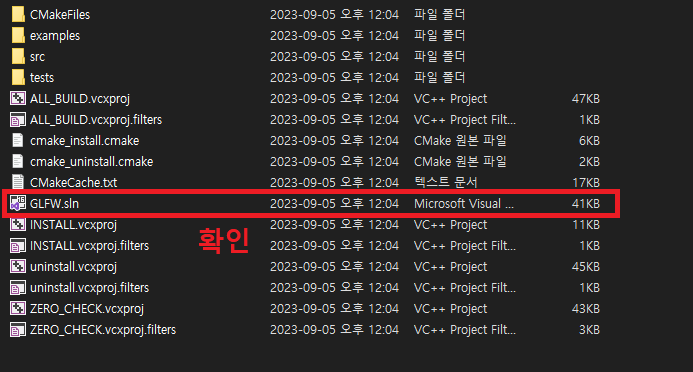 CMakeFiles 2023-09-05 오후 12:04 파일 폴더
examples 2023-09-05 오후 12:04 파일 폴더
src 2023-09-05 오후 12:04 파일 폴더
tests 2023-09-05 오후 12:04 파일 폴더
ALL_BUILD.vcxproj 2023-09-05 오후 12:04 VC++ Project 47KB
ALL_BUILD.vcxproj.filters 2023-09-05 오후 12:04 VC++ Project Filt... 1KB
cmake_install.cmake 2023-09-05 오후 12:04 CMake 원본 파일 6KB
cmake_uninstall.cmake 2023-09-05 오후 12:04 CMake 원본 파일 2KB
CMakeCache.txt 2023-09-05 오후 12:04 텍스트 문서 17KB
GLFW.sln 2023-09-05 오후 12:04 Microsoft Visual ... 41KB
INSTALL.vcxproj 2023-09-05 오후 12:04 VC++ Project 11KB
확인
INSTALL.vcxproj.filters 2023-09-05 오후 12:04 VC++ Project Filt... 1KB
uninstall.vcxproj 2023-09-05 오후 12:04 VC++ Project 45KB
uninstall.vcxproj.filters 2023-09-05 오후 12:04 VC++ Project Filt... 1KB
ZERO_CHECK.vcxproj 2023-09-05 오후 12:04 VC++ Project 43KB
ZERO_CHECK.vcxproj.filters 2023-09-05 오후 12:04 VC++ Project Filt... 3KB